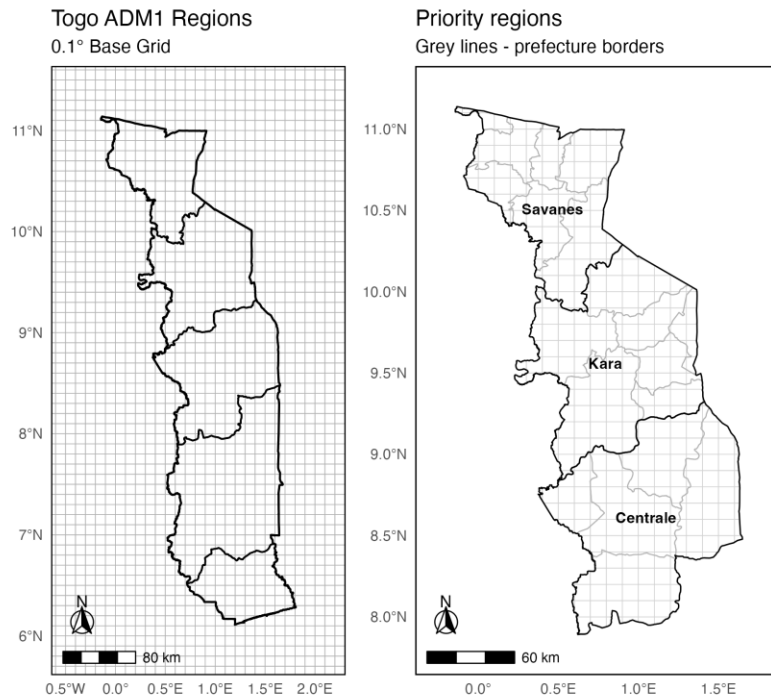 Togo ADM1 Regions
0.1° Base Grid
11°N
10°N
9°N
8°N
7°N
6°N
N
80 km
0.5°W 0.0° 0.5°E 1.0°E 1.5°E 2.0°E
Priority regions
Grey lines - prefecture borders
11.0°N
10.5°N
10.0°N
9.5°N
9.0°N
8.5°N
8.0°N
Savanes
Kara
Centrale
N
60 km
0.0° 0.5°E 1.0°E 1.5°E